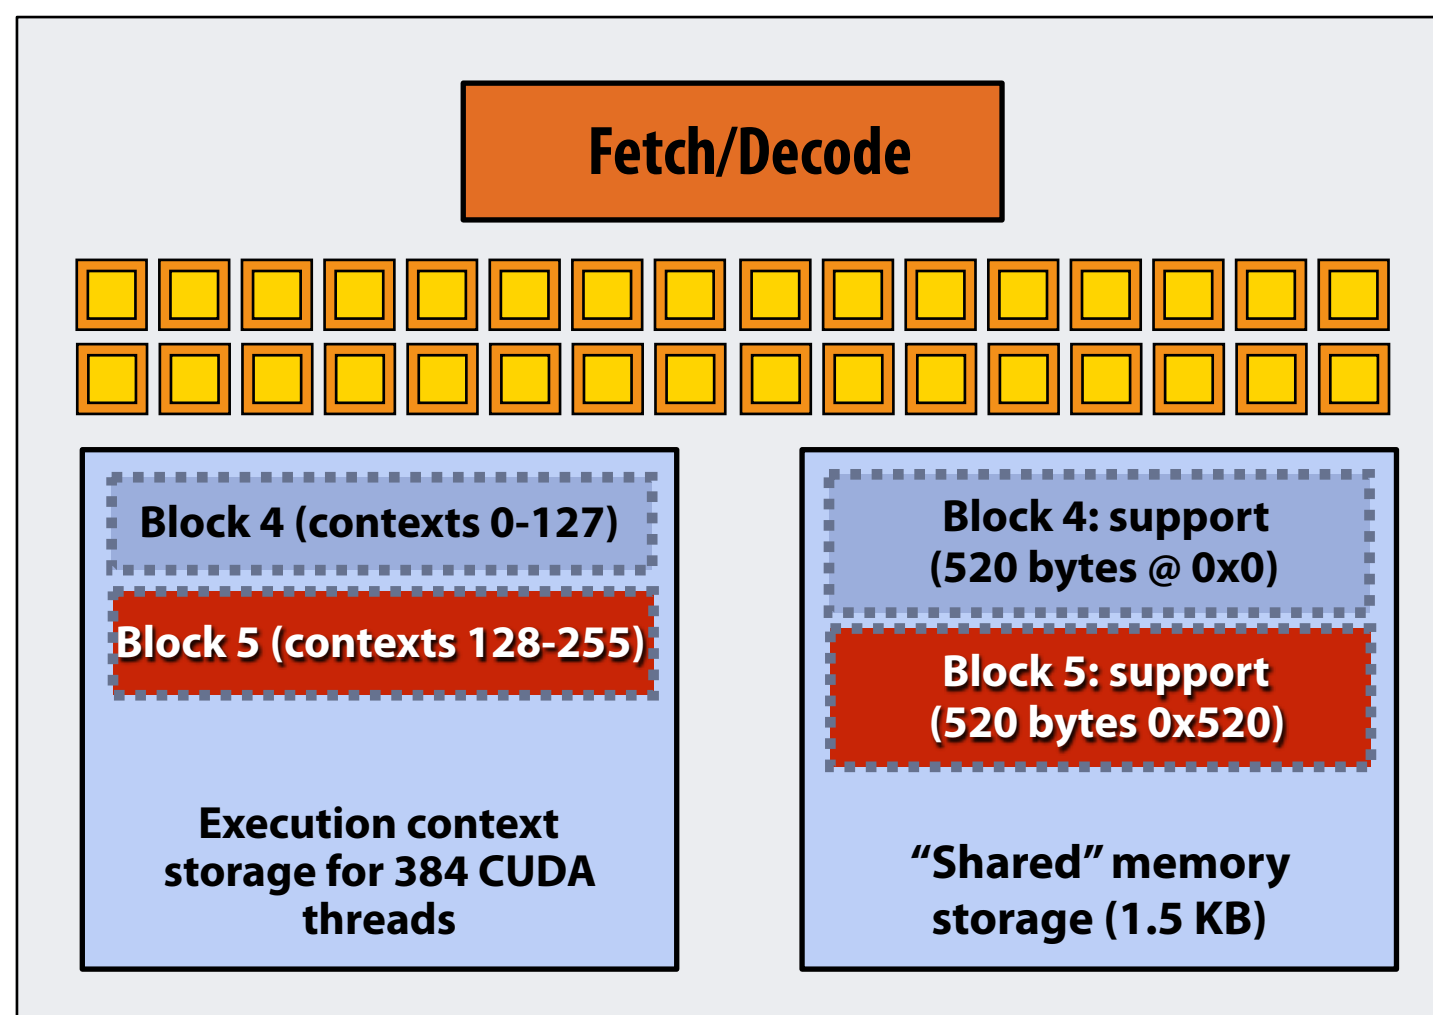 Fetch/Decode
Block 4 (contexts 0-127)
Block 5 (contexts 128-255)
Execution context
storage for 384 CUDA
threads
Block 4: support
(520 bytes @ 0x0)
Block 5: support
(520 bytes 0x520)
“Shared” memory
storage (1.5 KB)